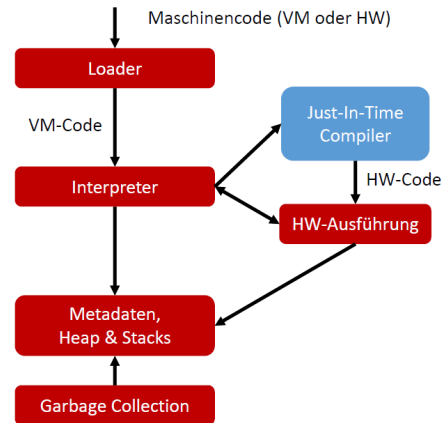 Maschinencode (VM oder HW)
Loader
VM-Code
Just-In-Time
Compiler
HW-Code
Interpreter
HW-Ausführung
Metadaten,
Heap & Stacks
Garbage Collection